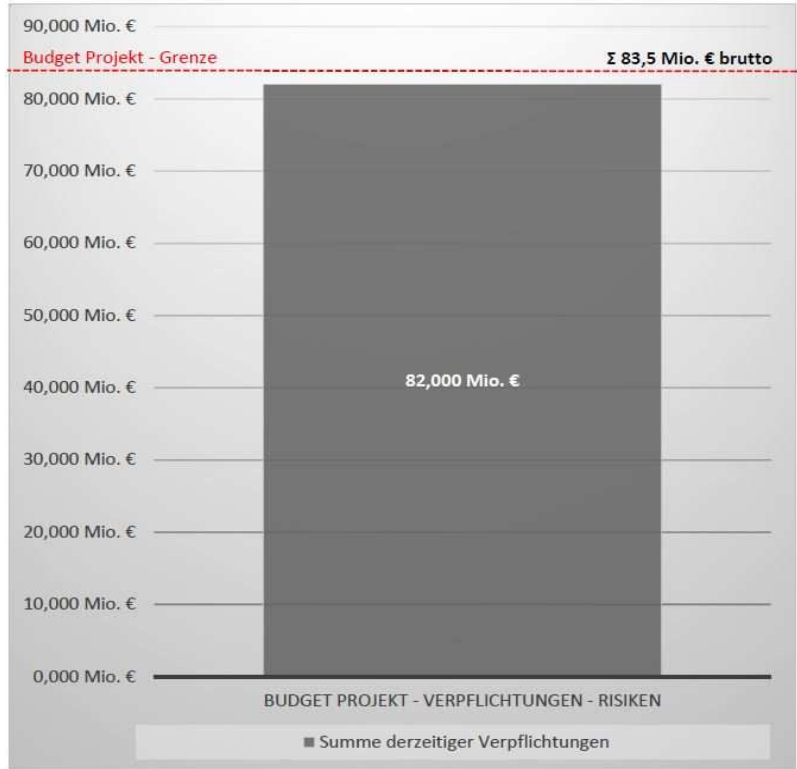 90,000 Mio. €
Budget Projekt - Grenze
Σ 83,5 Mio. € brutto
80,000 Mio. €
70,000 Mio. €
60,000 Mio. €
50,000 Mio. €
82,000 Mio. €
40,000 Mio. €
30,000 Mio. €
20,000 Mio. €
10,000 Mio. €
0,000 Mio. €
BUDGET PROJEKT - VERPFLICHTUNGEN - RISIKEN
Summe derzeitiger Verpflichtungen